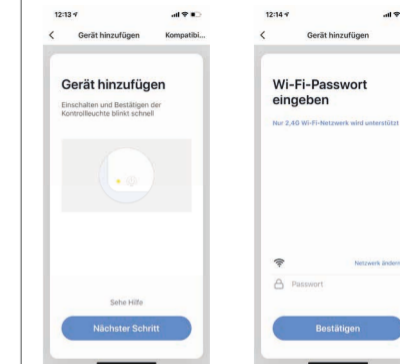 12:13
Gerät hinzufügen
Kompatibi...
Gerät hinzufügen
Einschalten und Bestätigen der
Kontrollleuchte blinkt schnell
Sehe Hilfe
Nächster Schritt
12:14
Gerät hinzufügen
Wi-Fi-Passwort
eingeben
Nur 2,4G Wi-Fi-Netzwerk wird unterstützt
Netzwerk ändern
Passwort
Bestätigen